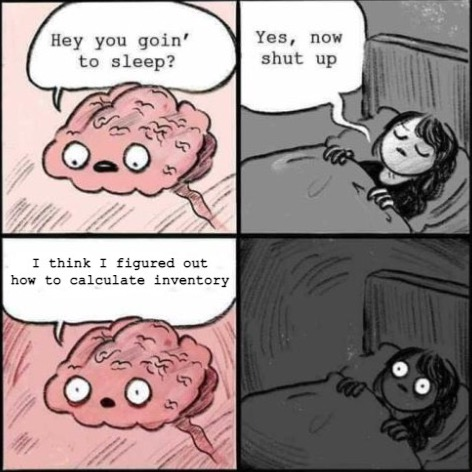 Hey you goin'
to sleep?
Yes, now
shut up
I think I figured out
how to calculate inventory